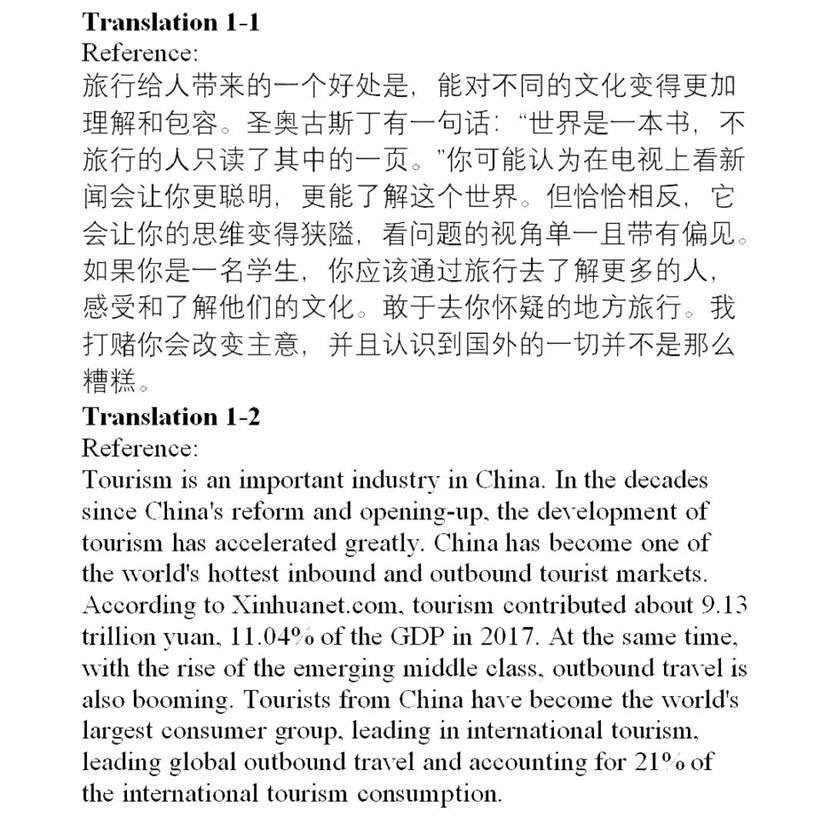 Translation 1-1
Reference:
旅行给人带来的一个好处是，能对不同的文化变得更加
理解和包容。圣奥古斯丁有一句话：“世界是一本书，不
旅行的人只读了其中的一页。”你可能认为在电视上看新
闻会让你更聪明，更能了解这个世界。但恰恰相反，它
会让你的思维变得狭隘，看问题的视角单一且带有偏见。
如果你是一名学生，你应该通过旅行去了解更多的人，
感受和了解他们的文化。敢于去你怀疑的地方旅行。我
打赌你会改变主意，并且认识到国外的一切并不是那么
糟糕。
Translation 1-2
Reference:
Tourism is an important industry in China. In the decades
since China's reform and opening-up, the development of
tourism has accelerated greatly. China has become one of
the world's hottest inbound and outbound tourist markets.
According to Xinhuanet.com, tourism contributed about 9.13
trillion yuan, 11.04% of the GDP in 2017. At the same time,
with the rise of the emerging middle class, outbound travel is
also booming. Tourists from China have become the world's
largest consumer group, leading in international tourism,
leading global outbound travel and accounting for 21% of
the international tourism consumption.